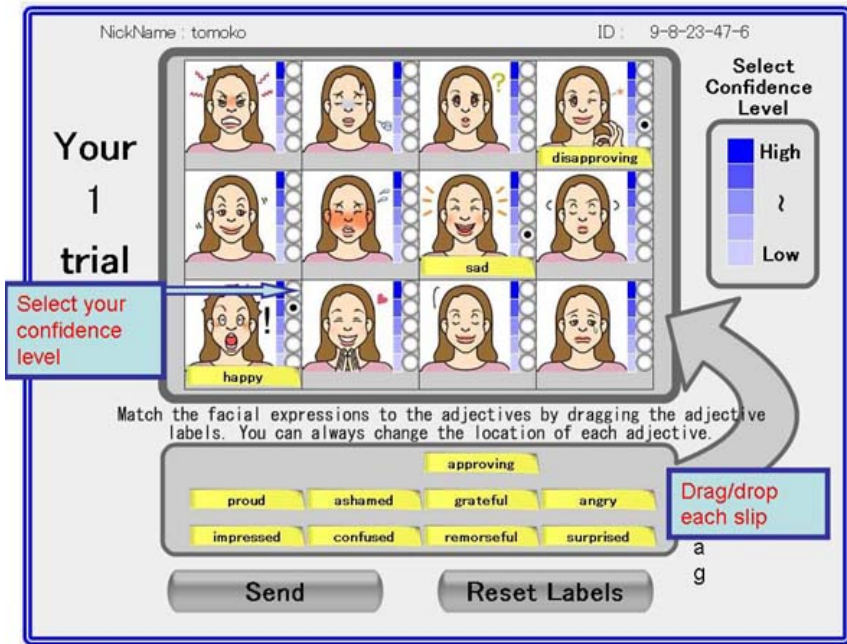 NickName : tomoko
ID : 9-8-23-47-6
Your
1
trial
?
disapproving
sad
!
happy
Select
Confidence
Level
High
~
Low
Select your
confidence
level
Match the facial expressions to the adjectives by dragging the adjective
labels. You can always change the location of each adjective.
approving
proud
ashamed
grateful
angry
impressed
confused
remorseful
surprised
Drag/drop
each slip
a
g
Send
Reset Labels